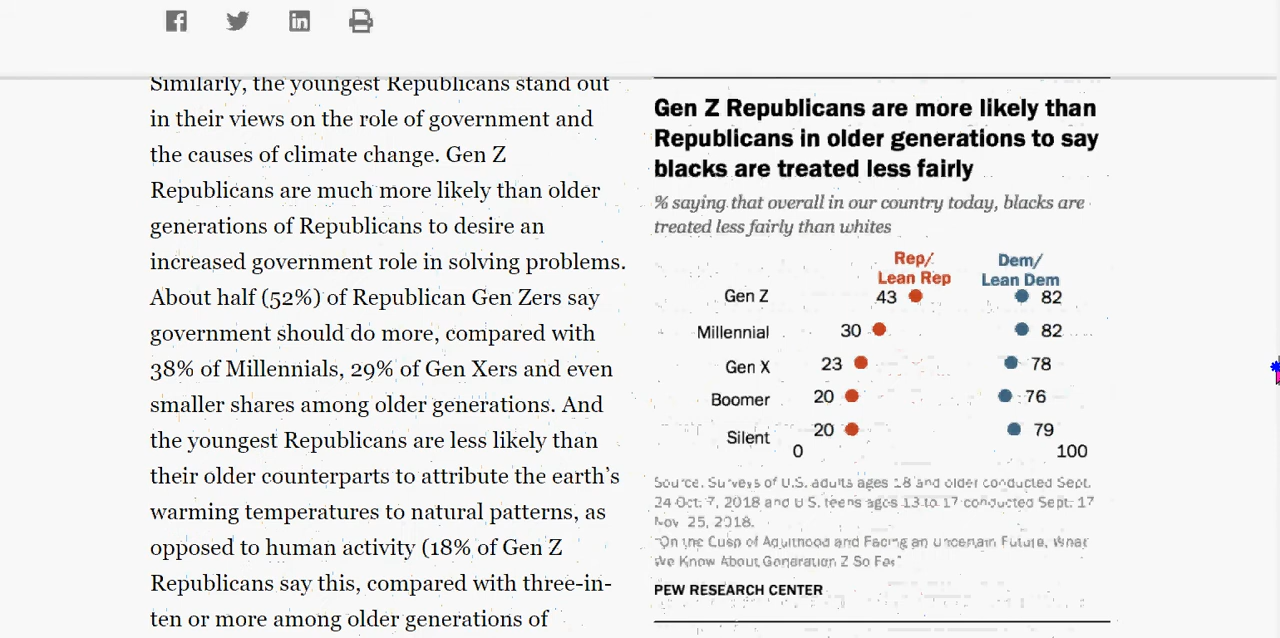 Similarly, the youngest Republicans stand out
in their views on the role of government and
the causes of climate change. Gen Z
Republicans are much more likely than older
generations of Republicans to desire an
increased government role in solving problems.
About half (52%) of Republican Gen Zers say
government should do more, compared with
38% of Millennials, 29% of Gen Xers and even
smaller shares among older generations. And
the youngest Republicans are less likely than
their older counterparts to attribute the earth's
warming temperatures to natural patterns, as
opposed to human activity (18% of Gen Z
Republicans say this, compared with three-in-
ten or more among older generations of
Gen Z Republicans are more likely than
Republicans in older generations to say
blacks are treated less fairly
% saying that overall in our country today, blacks are
treated less fairly than whites
Rep/ Dem/
Lean Rep Lean Dem
Gen Z 43 82
Millennial 30 82
Gen X 23 78
Boomer 20 76
Silent 20 79
0 100
Source. Surveys of U.S. adults ages 18 and older conducted Sept.
24 Oct. 7, 2018 and U S. teens ages 13 to 17 conducted Sept. 17
Nov 25, 2018.
"On the Cusp of Adulthood and Facing an Uncertain Future, What
We Know About Generation Z So Far"
PEW RESEARCH CENTER